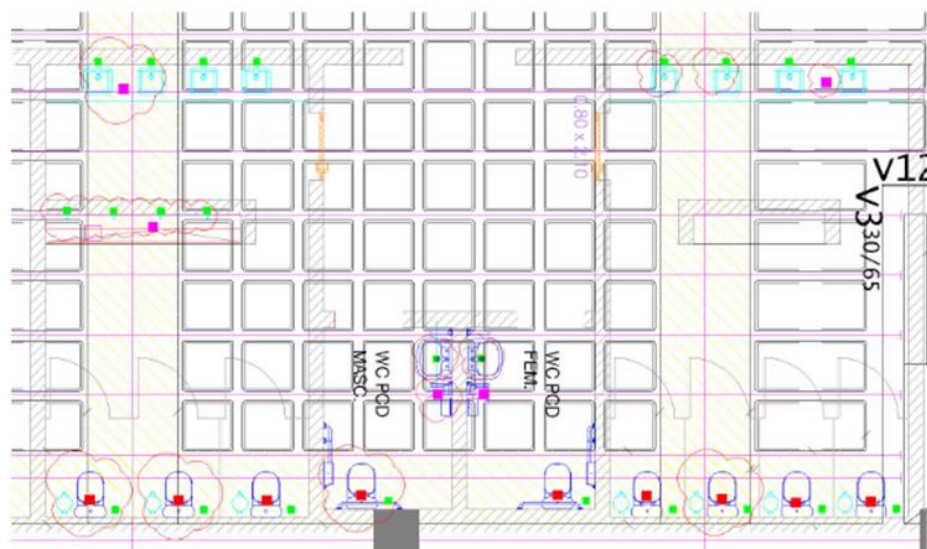 0.80 x 2.10
V12
V3
30/65
WC PCD
MASC.
WC PCD
FEM.